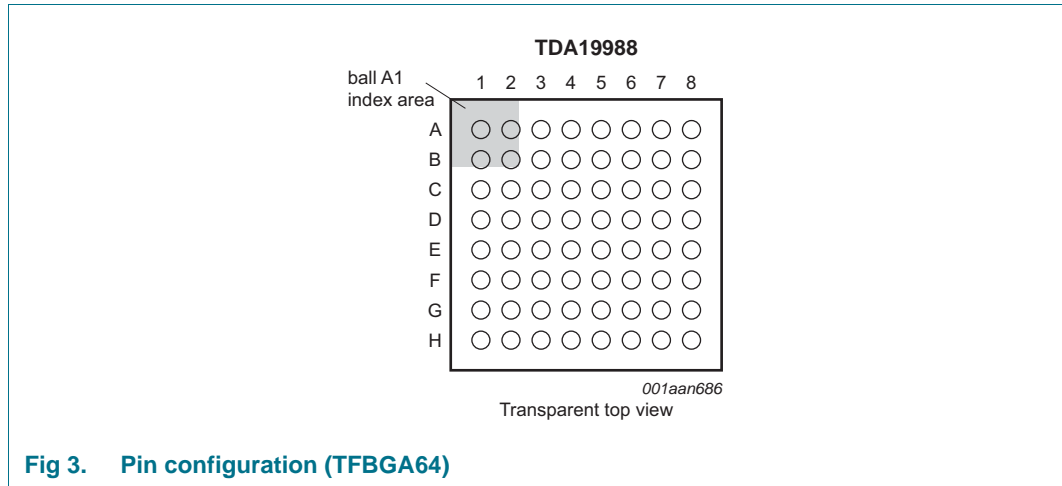 TDA19988
ball A1
index area
1 2 3 4 5 6 7 8
A
B
C
D
E
F
G
H
001aan686
Transparent top view
Fig 3. Pin configuration (TFBGA64)